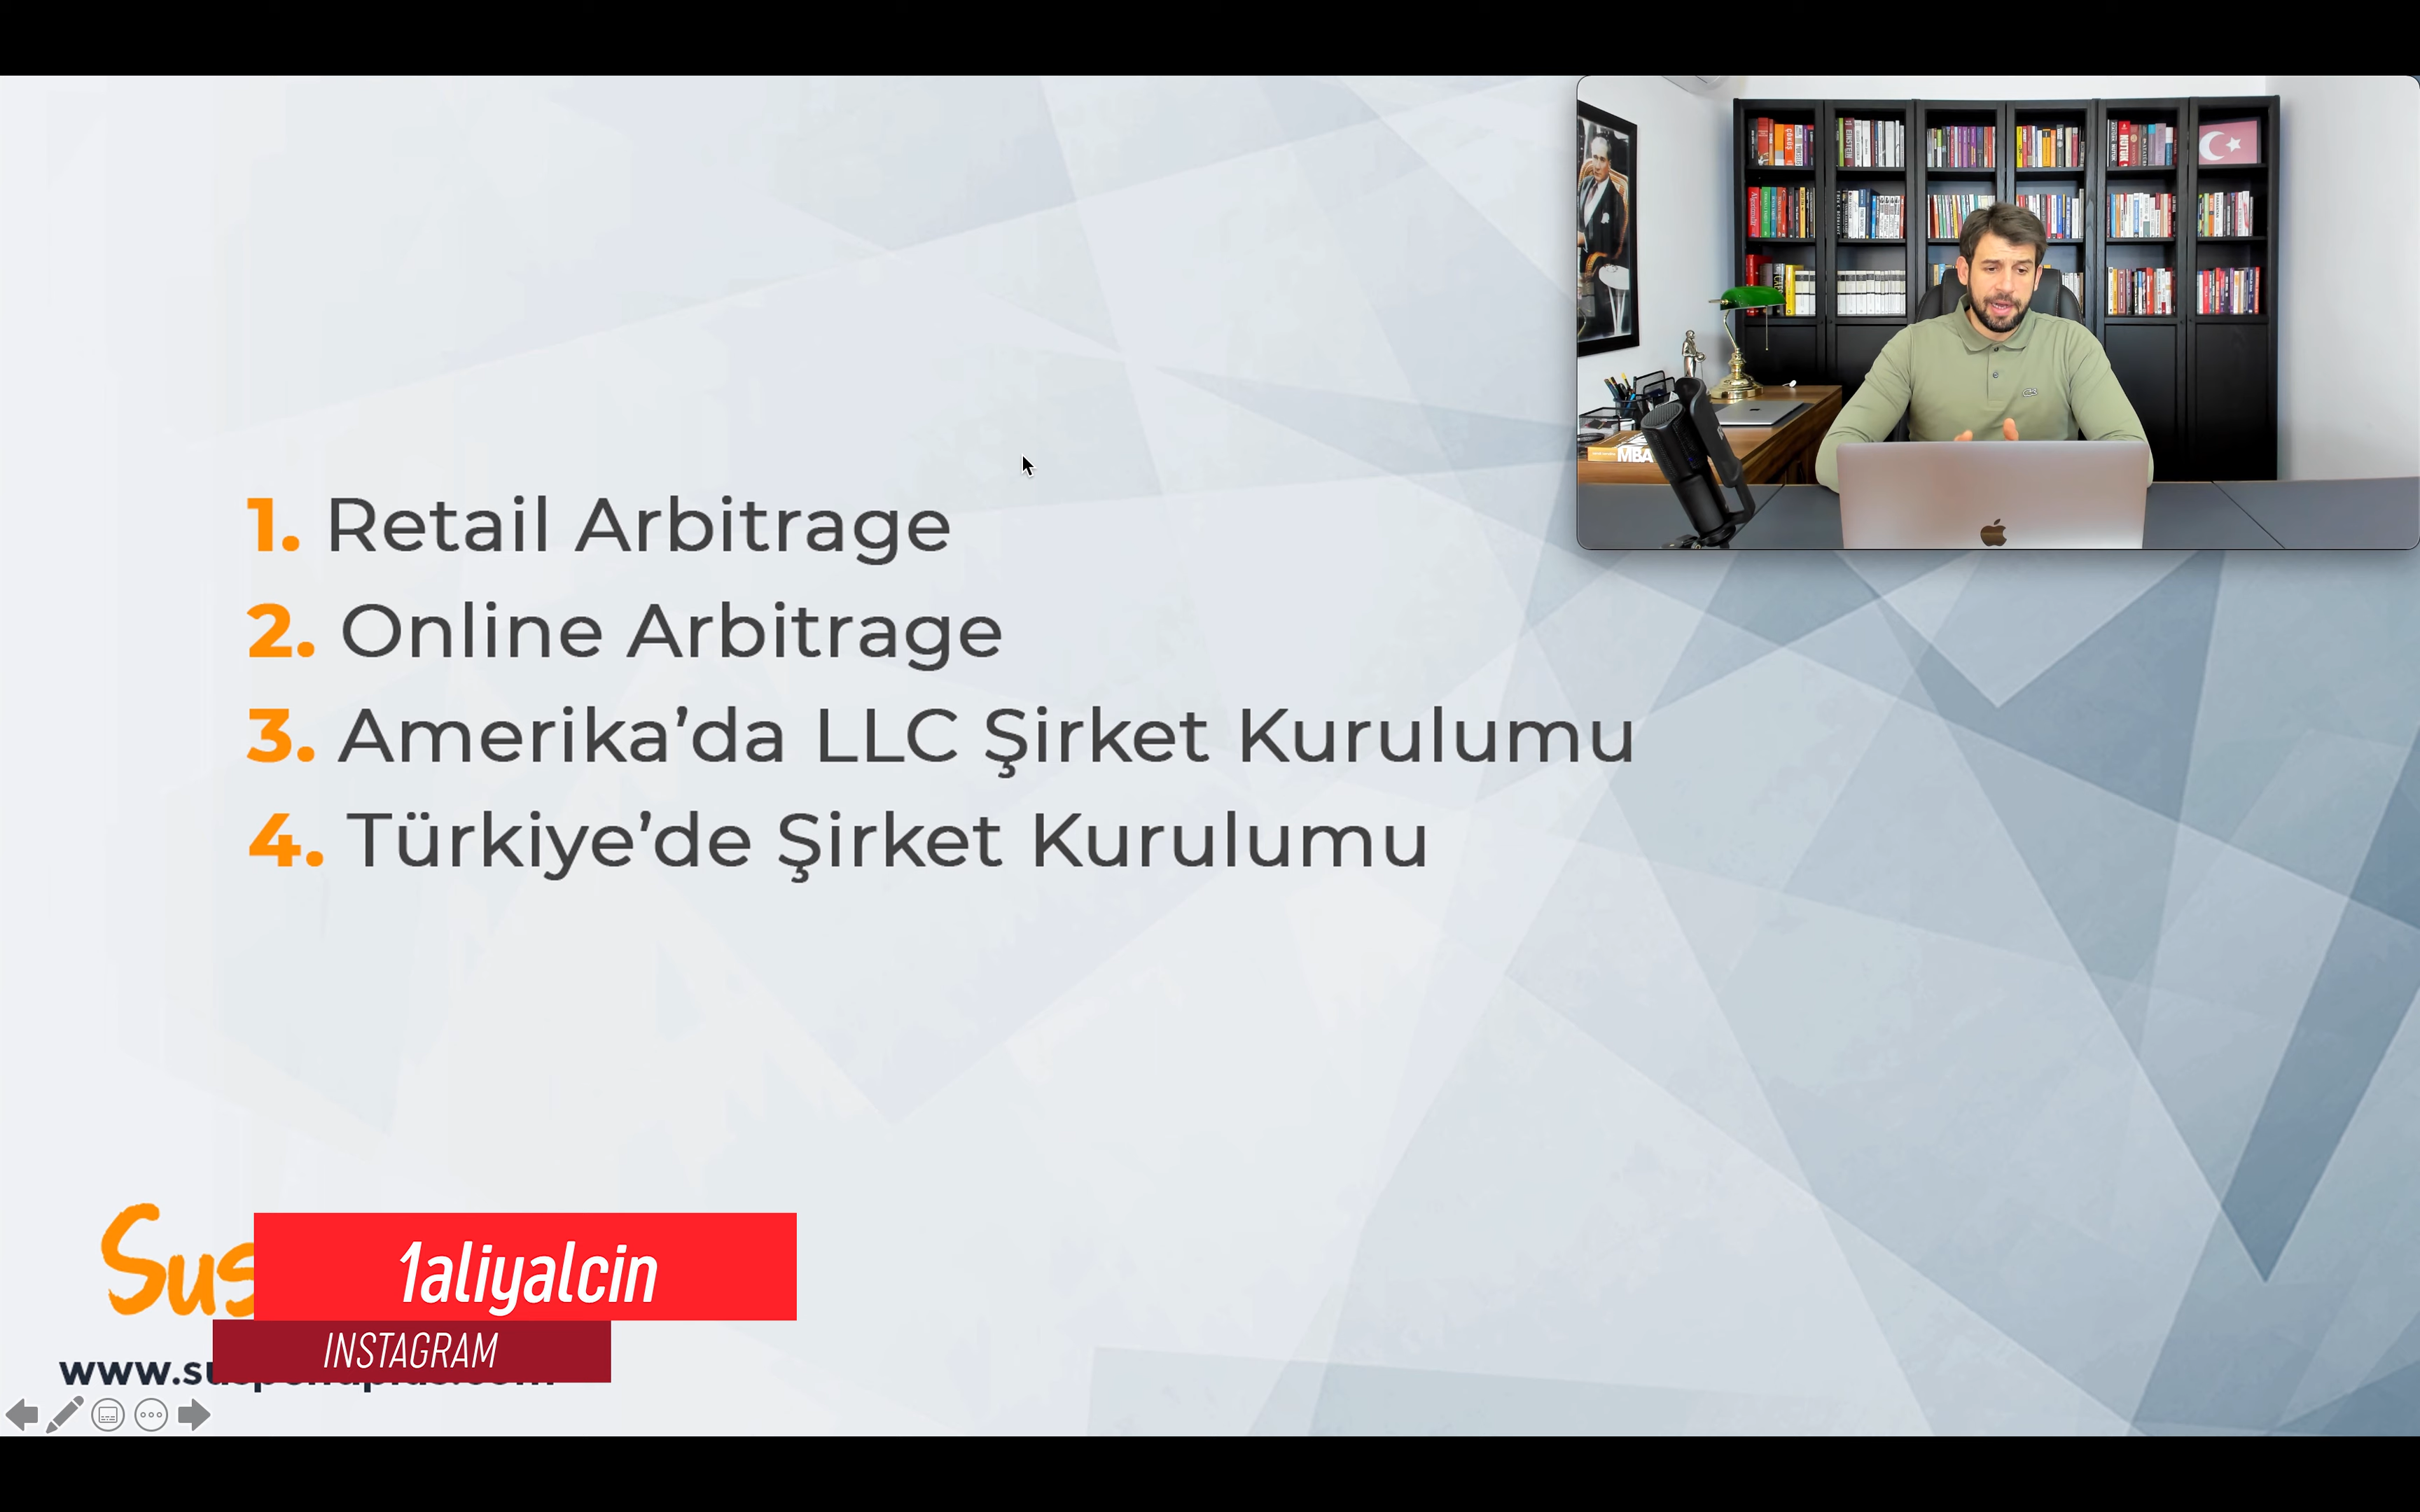 1. Retail Arbitrage
2. Online Arbitrage
3. Amerika’da LLC Şirket Kurulumu
4. Türkiye’de Şirket Kurulumu
MBA
1aliyalcin
INSTAGRAM